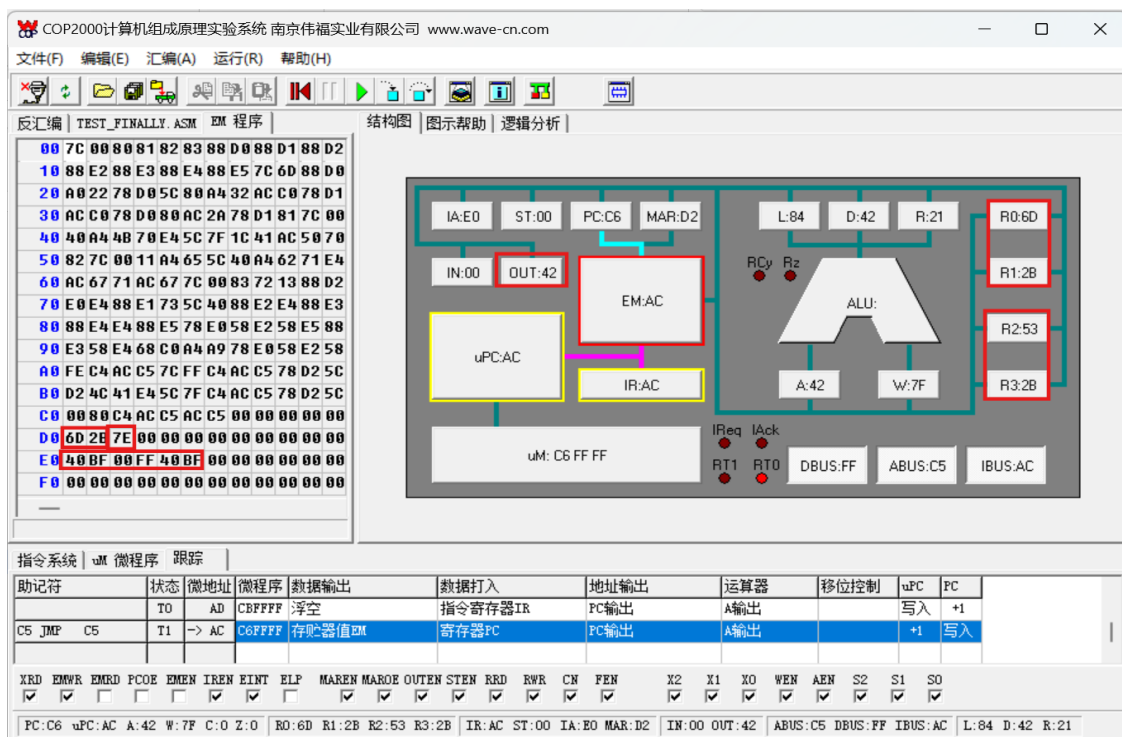 COP2000计算机组成原理实验系统 南京伟福实业有限公司 www.wave-cn.com
文件(F) 编辑(E) 汇编(A) 运行(R) 帮助(H)
反汇编 TEST_FINALLY.ASM EM 程序
结构图 图示帮助 逻辑分析
00 7C 00 80 81 82 83 88 D0 88 D1 88 D2
10 88 E2 88 E3 88 E4 88 E5 7C 6D 88 D0
20 A0 22 78 D0 5C 80 A4 32 AC C0 78 D1
30 AC C0 78 D0 80 AC 2A 78 D1 81 7C 00
40 40 A4 4B 70 E4 5C 7F 1C 41 AC 50 70
50 82 7C 00 11 A4 65 5C 40 A4 62 71 E4
60 AC 67 71 AC 67 7C 00 83 72 13 88 D2
70 E0 E4 88 E1 73 5C 40 88 E2 E4 88 E3
80 88 E4 E4 88 E5 78 E0 58 E2 58 E5 88
90 E3 58 E4 68 C0 A4 A9 78 E0 58 E2 58
A0 FE C4 AC C5 7C FF C4 AC C5 78 D2 5C
B0 D2 4C 41 E4 5C 7F C4 AC C5 78 D2 5C
C0 00 80 C4 AC C5 AC C5 00 00 00 00 00
D0 6D 2B 7E 00 00 00 00 00 00 00 00 00
E0 40 BF 00 FF 40 BF 00 00 00 00 00 00
F0 00 00 00 00 00 00 00 00 00 00 00 00
IA:E0 ST:00 PC:C6 MAR:D2 L:84 D:42 R:21 R0:6D
IN:00 OUT:42 RCy Rz R1:2B
EM:AC ALU:
R2:53
uPC:AC
IR:AC A:42 W:7F R3:2B
IReq IAck
uM: C6 FF FF
RT1 RT0 DBUS:FF ABUS:C5 IBUS:AC
指令系统 uM 微程序 跟踪
助记符 状态 微地址 微程序 数据输出 数据打入 地址输出 运算器 移位控制 uPC PC
T0 AD CBFFFF 浮空 指令寄存器IR PC输出 A输出 写入 +1
C5 JMP C5 T1 -> AC C6FFFF 存贮器值EM 寄存器PC PC输出 A输出 +1 写入
XRD EMWR EMRD PCOE EMEN IREN EINT ELP MAREN MAROE OUTEN STEN RRD RWR CN FEN X2 X1 X0 WEN AEN S2 S1 S0
PC:C6 uPC:AC A:42 W:7F C:0 Z:0 R0:6D R1:2B R2:53 R3:2B IR:AC ST:00 IA:E0 MAR:D2 IN:00 OUT:42 ABUS:C5 DBUS:FF IBUS:AC L:84 D:42 R:21